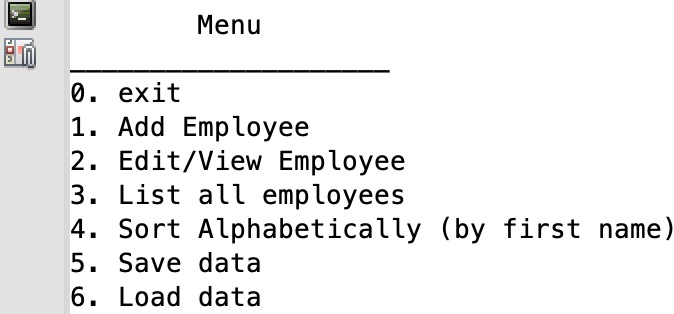 Menu
____________________
0. exit
1. Add Employee
2. Edit/View Employee
3. List all employees
4. Sort Alphabetically (by first name)
5. Save data
6. Load data